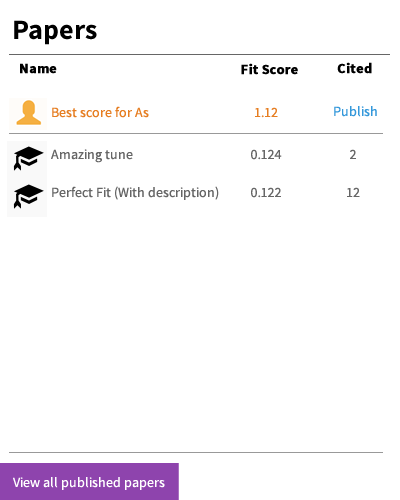 Papers
Name Fit Score Cited
Best score for As 1.12 Publish
Amazing tune 0.124 2
Perfect Fit (With description) 0.122 12
View all published papers